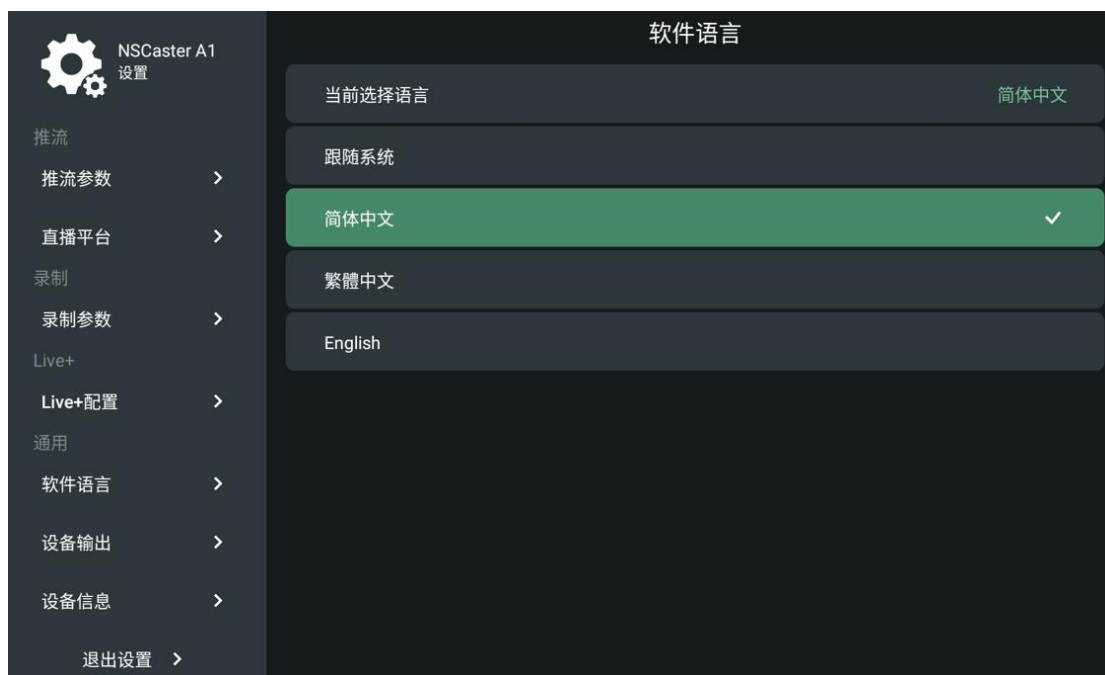 NSCaster A1
设置
推流
推流参数
直播平台
录制
录制参数
Live+
Live+配置
通用
软件语言
设备输出
设备信息
退出设置
软件语言
当前选择语言 简体中文
跟随系统
简体中文
繁體中文
English